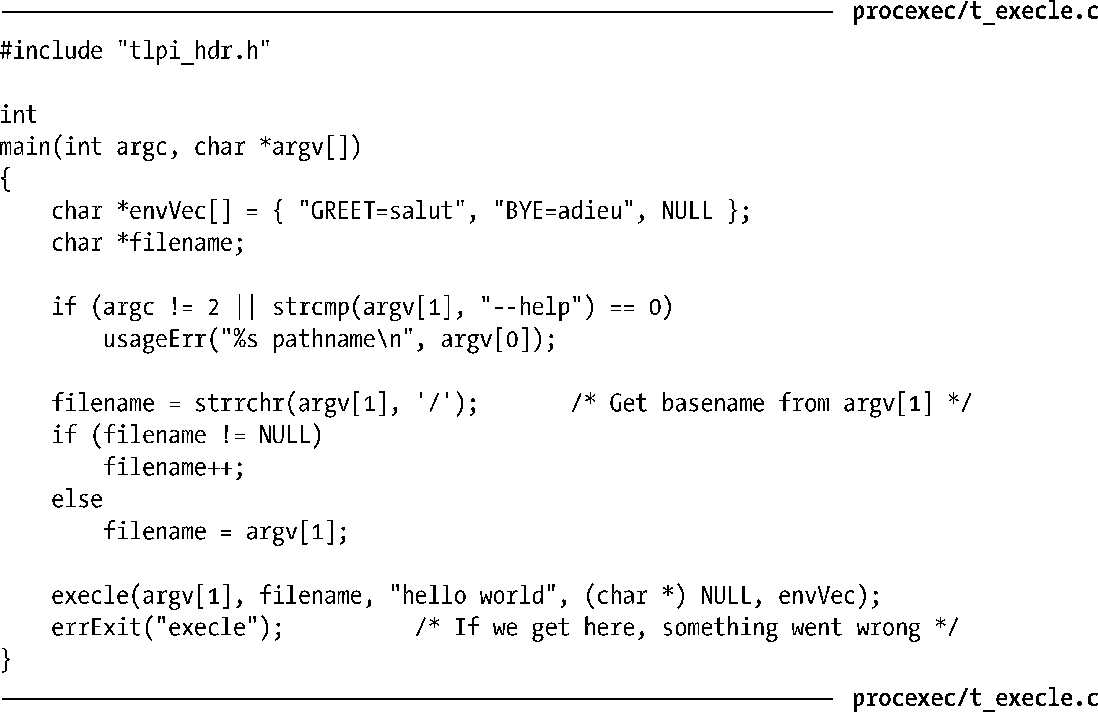 procexec/t_execle.c
#include "tlpi_hdr.h"
int
main(int argc, char *argv[])
{
    char *envVec[] = { "GREET=salut", "BYE=adieu", NULL };
    char *filename;
    if (argc != 2 || strcmp(argv[1], "--help") == 0)
        usageErr("%s pathname\n", argv[0]);
    filename = strrchr(argv[1], '/');       /* Get basename from argv[1] */
    if (filename != NULL)
        filename++;
    else
        filename = argv[1];
    execle(argv[1], filename, "hello world", (char *) NULL, envVec);
    errExit("execle");          /* If we get here, something went wrong */
}
procexec/t_execle.c